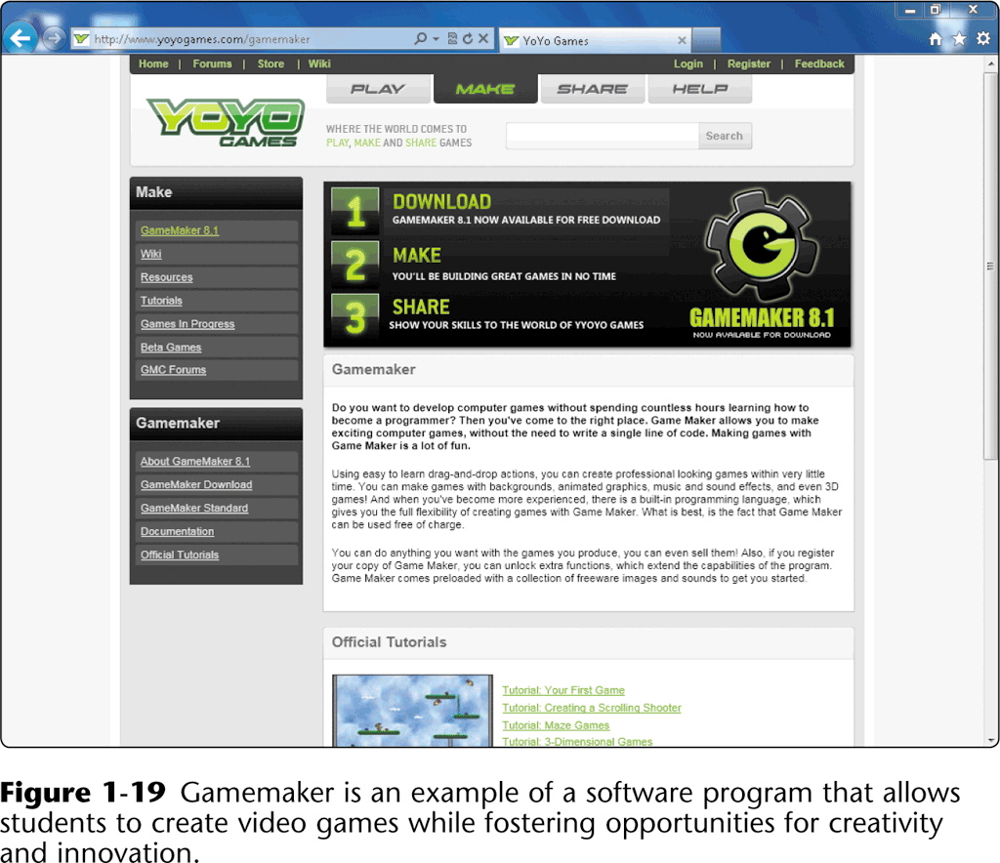 http://www.yoyogames.com/gamemaker
YoYo Games
Home | Forums | Store | Wiki
Login | Register | Feedback
PLAY
MAKE
SHARE
HELP
YOYO
GAMES
WHERE THE WORLD COMES TO
PLAY, MAKE AND SHARE GAMES
Search
Make
GameMaker 8.1
Wiki
Resources
Tutorials
Games In Progress
Beta Games
GMC Forums
Gamemaker
About GameMaker 8.1
GameMaker Download
GameMaker Standard
Documentation
Official Tutorials
1 DOWNLOAD
GAMEMAKER 8.1 NOW AVAILABLE FOR FREE DOWNLOAD
2 MAKE
YOU'LL BE BUILDING GREAT GAMES IN NO TIME
3 SHARE
SHOW YOUR SKILLS TO THE WORLD OF YYOYO GAMES
G
GAMEMAKER 8.1
NOW AVAILABLE FOR DOWNLOAD
Gamemaker
Do you want to develop computer games without spending countless hours learning how to
become a programmer? Then you've come to the right place. Game Maker allows you to make
exciting computer games, without the need to write a single line of code. Making games with
Game Maker is a lot of fun.
Using easy to learn drag-and-drop actions, you can create professional looking games within very little
time. You can make games with backgrounds, animated graphics, music and sound effects, and even 3D
games! And when you've become more experienced, there is a built-in programming language, which
gives you the full flexibility of creating games with Game Maker. What is best, is the fact that Game Maker
can be used free of charge.
You can do anything you want with the games you produce, you can even sell them! Also, if you register
your copy of Game Maker, you can unlock extra functions, which extend the capabilities of the program.
Game Maker comes preloaded with a collection of freeware images and sounds to get you started.
Official Tutorials
Tutorial: Your First Game
Tutorial: Creating a Scrolling Shooter
Tutorial: Maze Games
Tutorial: 3-Dimensional Games
Figure 1-19 Gamemaker is an example of a software program that allows
students to create video games while fostering opportunities for creativity
and innovation.